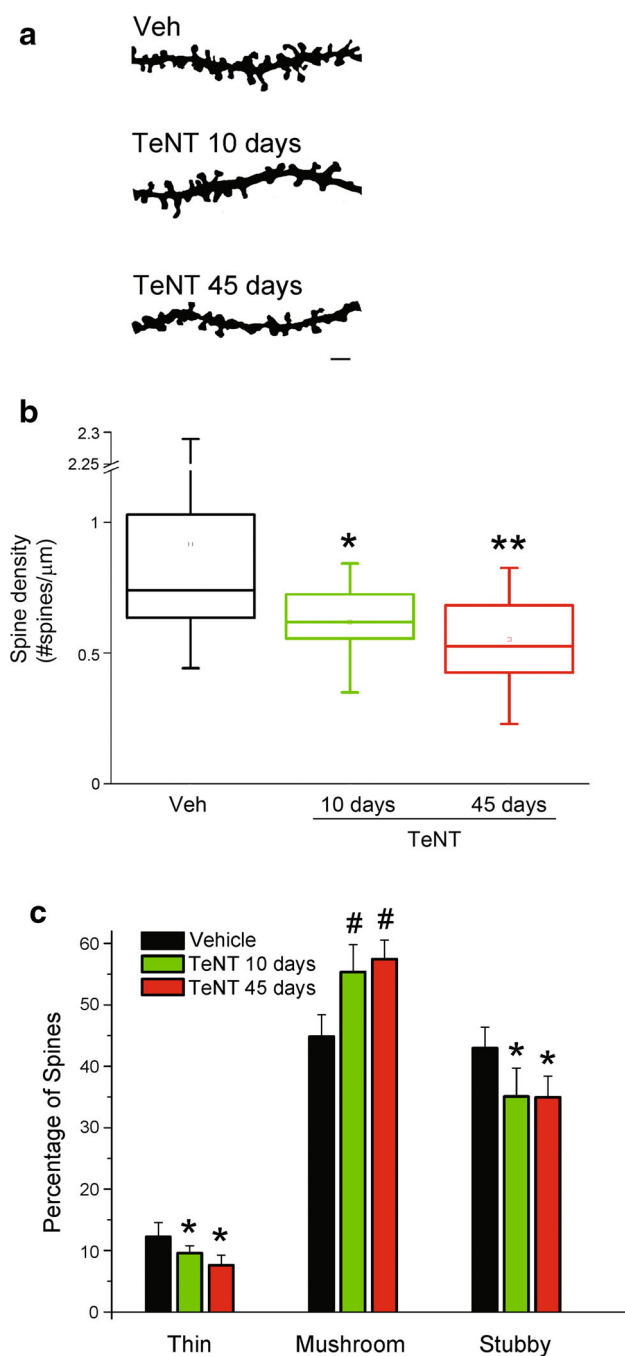 a
Veh
TeNT 10 days
TeNT 45 days
b
2.3
2.25
1
0.5
0
Spine density
(#spines/μm)
*
**
Veh
10 days
45 days
TeNT
c
Vehicle
TeNT 10 days
TeNT 45 days
60
50
40
30
20
10
0
Percentage of Spines
* *
# #
* *
Thin
Mushroom
Stubby